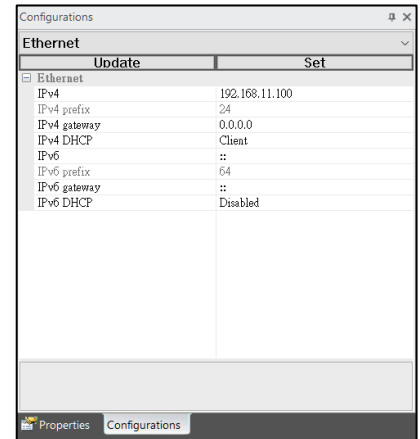 Configurations
Ethernet
Update Set
Ethernet
IPv4 192.168.11.100
IPv4 prefix 24
IPv4 gateway 0.0.0.0
IPv4 DHCP Client
IPv6 ::
IPv6 prefix 64
IPv6 gateway ::
IPv6 DHCP Disabled
Properties Configurations